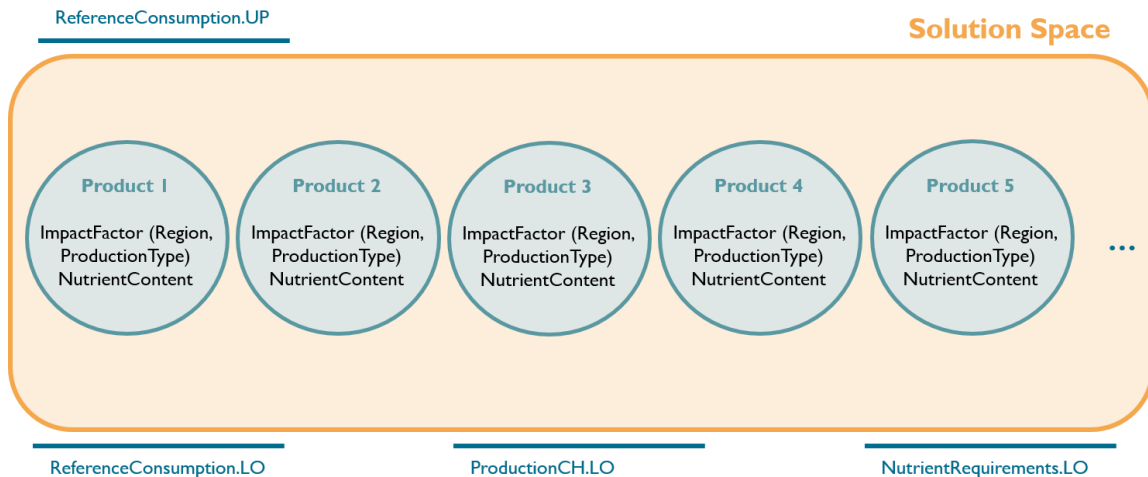 ReferenceConsumption.UP
Solution Space
Product 1
ImpactFactor (Region,
ProductionType)
NutrientContent
Product 2
ImpactFactor (Region,
ProductionType)
NutrientContent
Product 3
ImpactFactor (Region,
ProductionType)
NutrientContent
Product 4
ImpactFactor (Region,
ProductionType)
NutrientContent
Product 5
ImpactFactor (Region,
ProductionType)
NutrientContent
...
ReferenceConsumption.LO
ProductionCH.LO
NutrientRequirements.LO